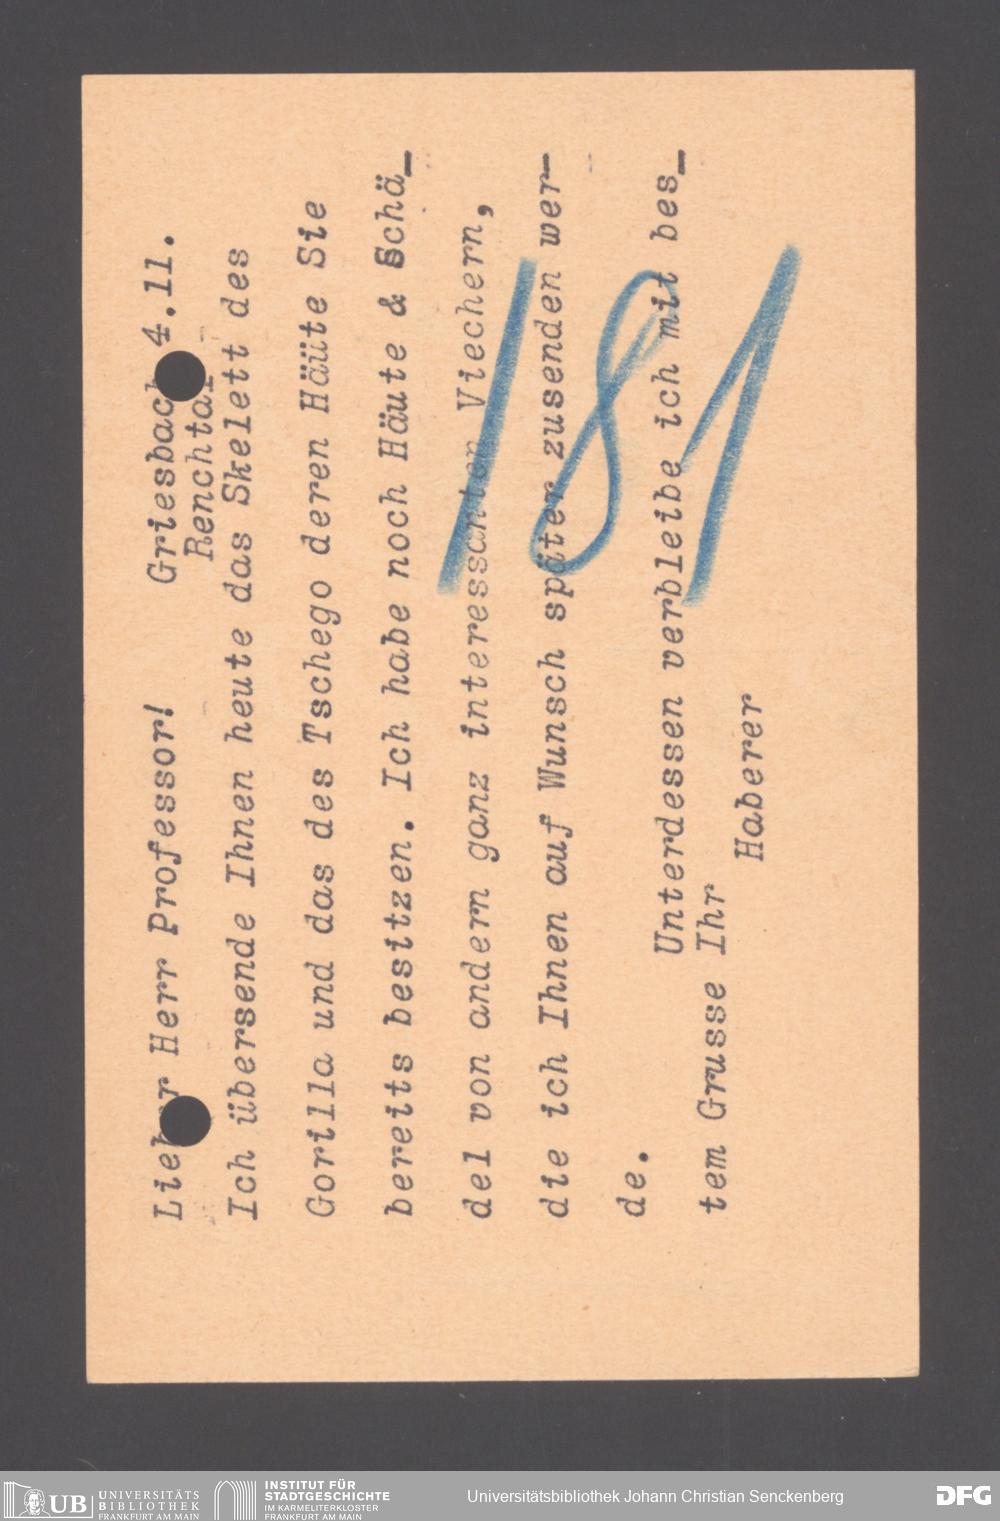 Lieber Herr Professor! Griesbach 4.11.
Renchtal
Ich übersende Ihnen heute das Skelett des
Gorilla und das des Tschego deren Häüte Sie
bereits besitzen. Ich habe noch Häute & Schä_
del von andern ganz interessanten Viechern,
die ich Ihnen auf Wunsch später zusenden wer-
de.
Unterdessen verbleibe ich mit bes_
tem Grusse Ihr
Haberer
181
UB UNIVERSITÄTS
BIBLIOTHEK
FRANKFURT AM MAIN
INSTITUT FÜR
STADTGESCHICHTE
IM KARMELITERKLOSTER
FRANKFURT AM MAIN
Universitätsbibliothek Johann Christian Senckenberg
DFG